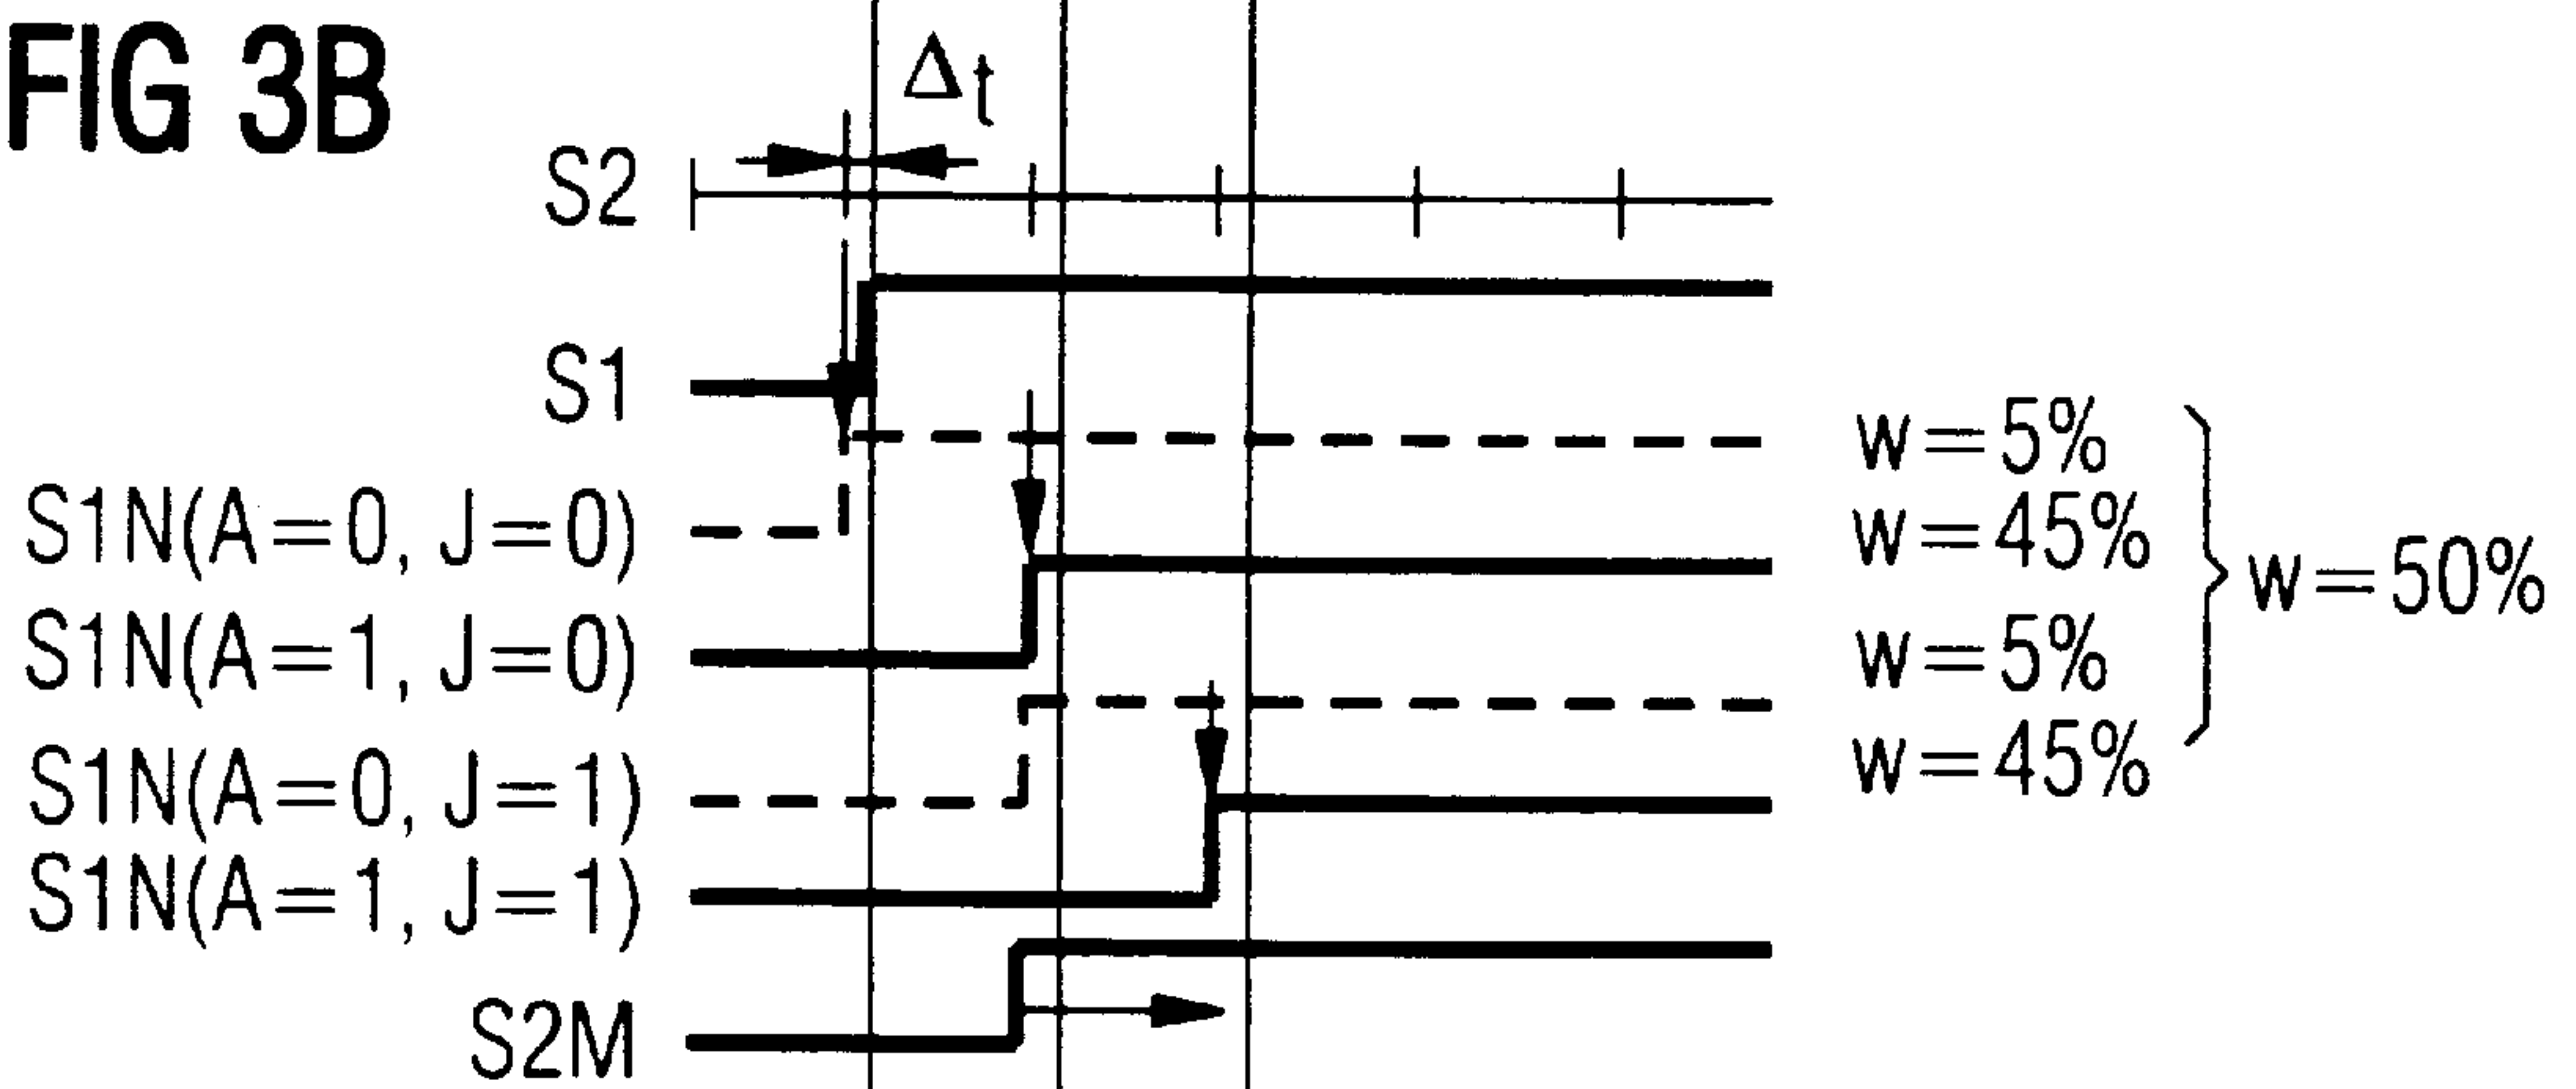 FIG 3B
Δt
S2
S1
w=5%
S1N(A=0, J=0)
w=45%
w=50%
S1N(A=1, J=0)
w=5%
S1N(A=0, J=1)
w=45%
S1N(A=1, J=1)
S2M